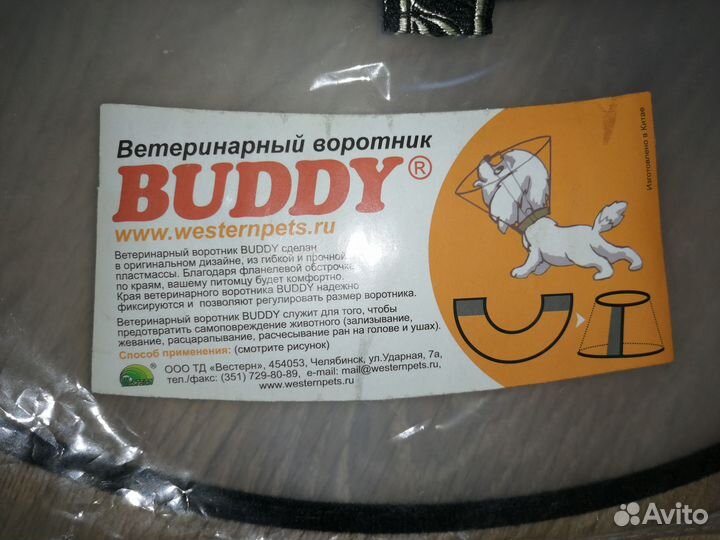 Ветеринарный воротник
BUDDY®
www.westernpets.ru
Ветеринарный воротник BUDDY сделан
в оригинальном дизайне, из гибкой и прочной
пластмассы. Благодаря фланелевой обстрочке
по краям, вашему питомцу будет комфортно.
Края ветеринарного воротника BUDDY надежно
фиксируются и позволяют регулировать размер воротника.
Ветеринарный воротник BUDDY служит для того, чтобы
предотвратить самоповреждение животного (зализывание,
жевание, расцарапывание, расчесывание ран на голове и ушах).
Способ применения: (смотрите рисунок)
ООО ТД «Вестерн», 454053, Челябинск, ул.Ударная, 7а,
тел./факс: (351) 729-80-89, e-mail: mail@westernpets.ru,
www.westernpets.ru
Изготовлено в Китае
Avito